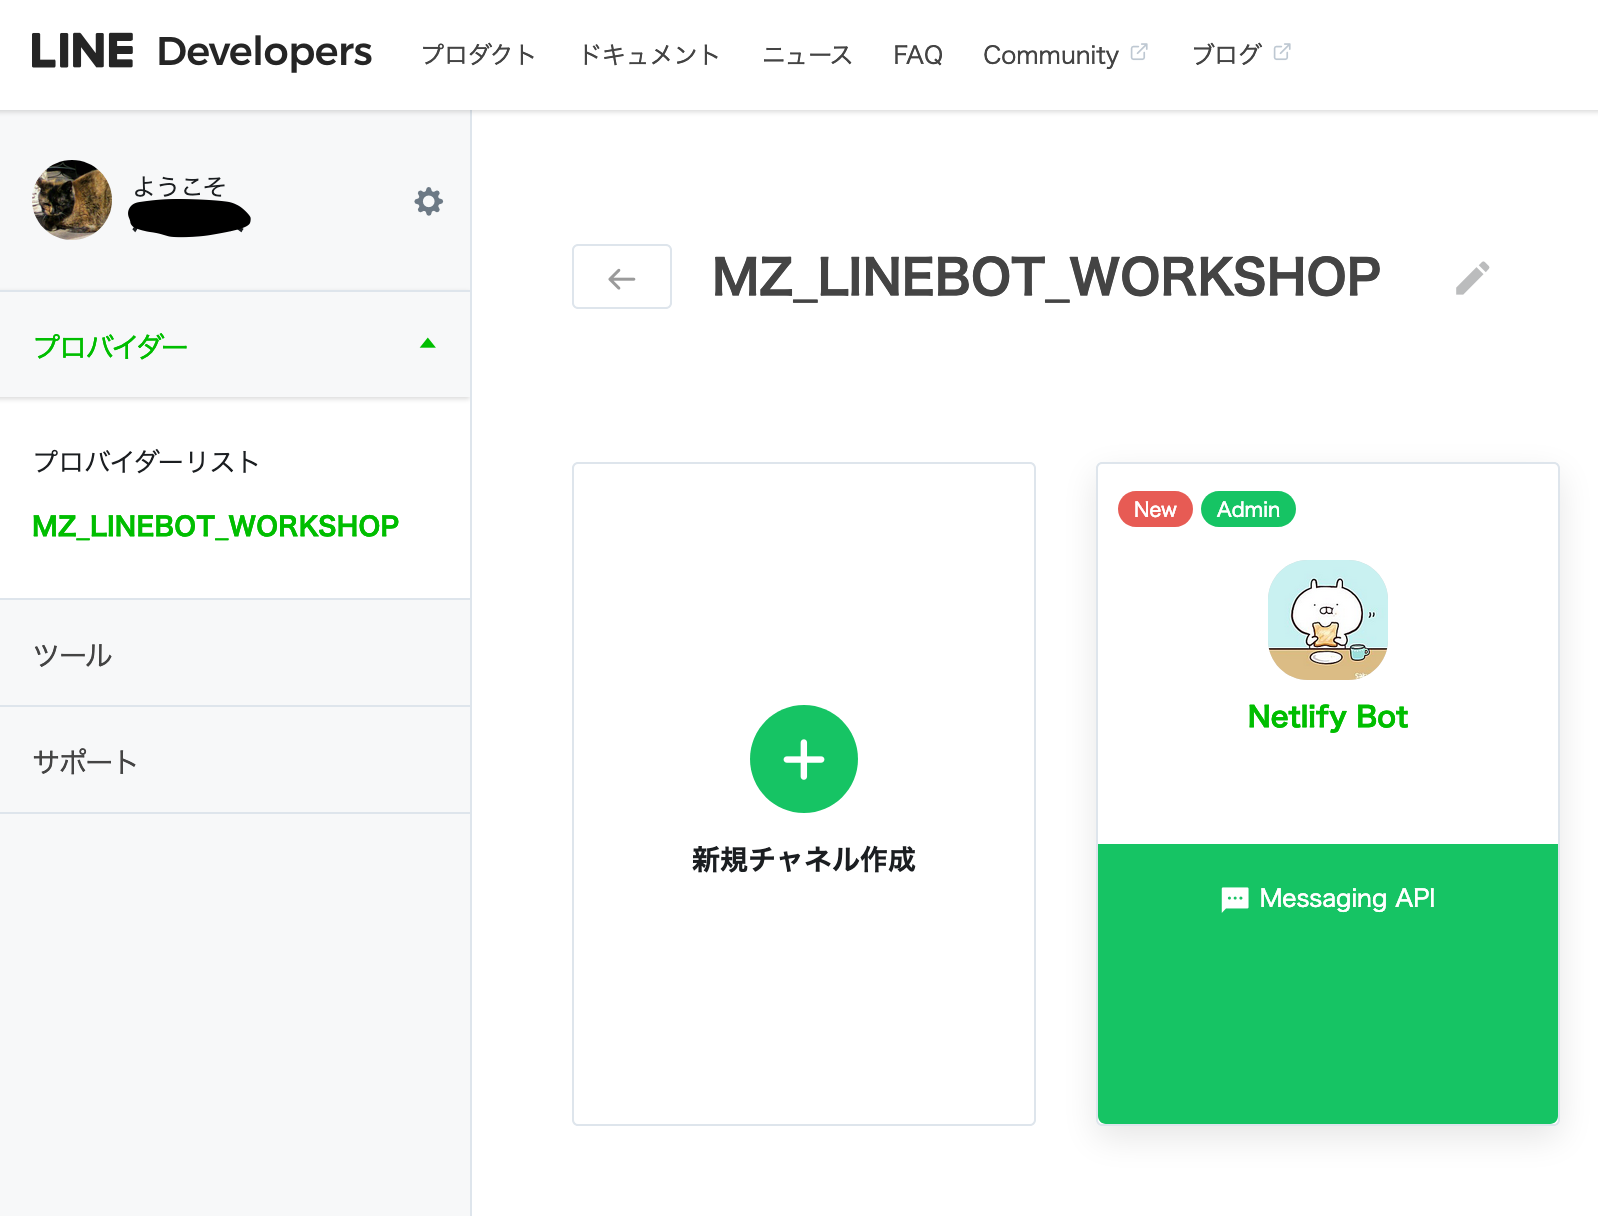 LINE Developers プロダクト ドキュメント ニュース FAQ Community ブログ
ようこそ
プロバイダー
プロバイダーリスト
MZ_LINEBOT_WORKSHOP
ツール
サポート
MZ_LINEBOT_WORKSHOP
新規チャネル作成
New Admin
Netlify Bot
Messaging API